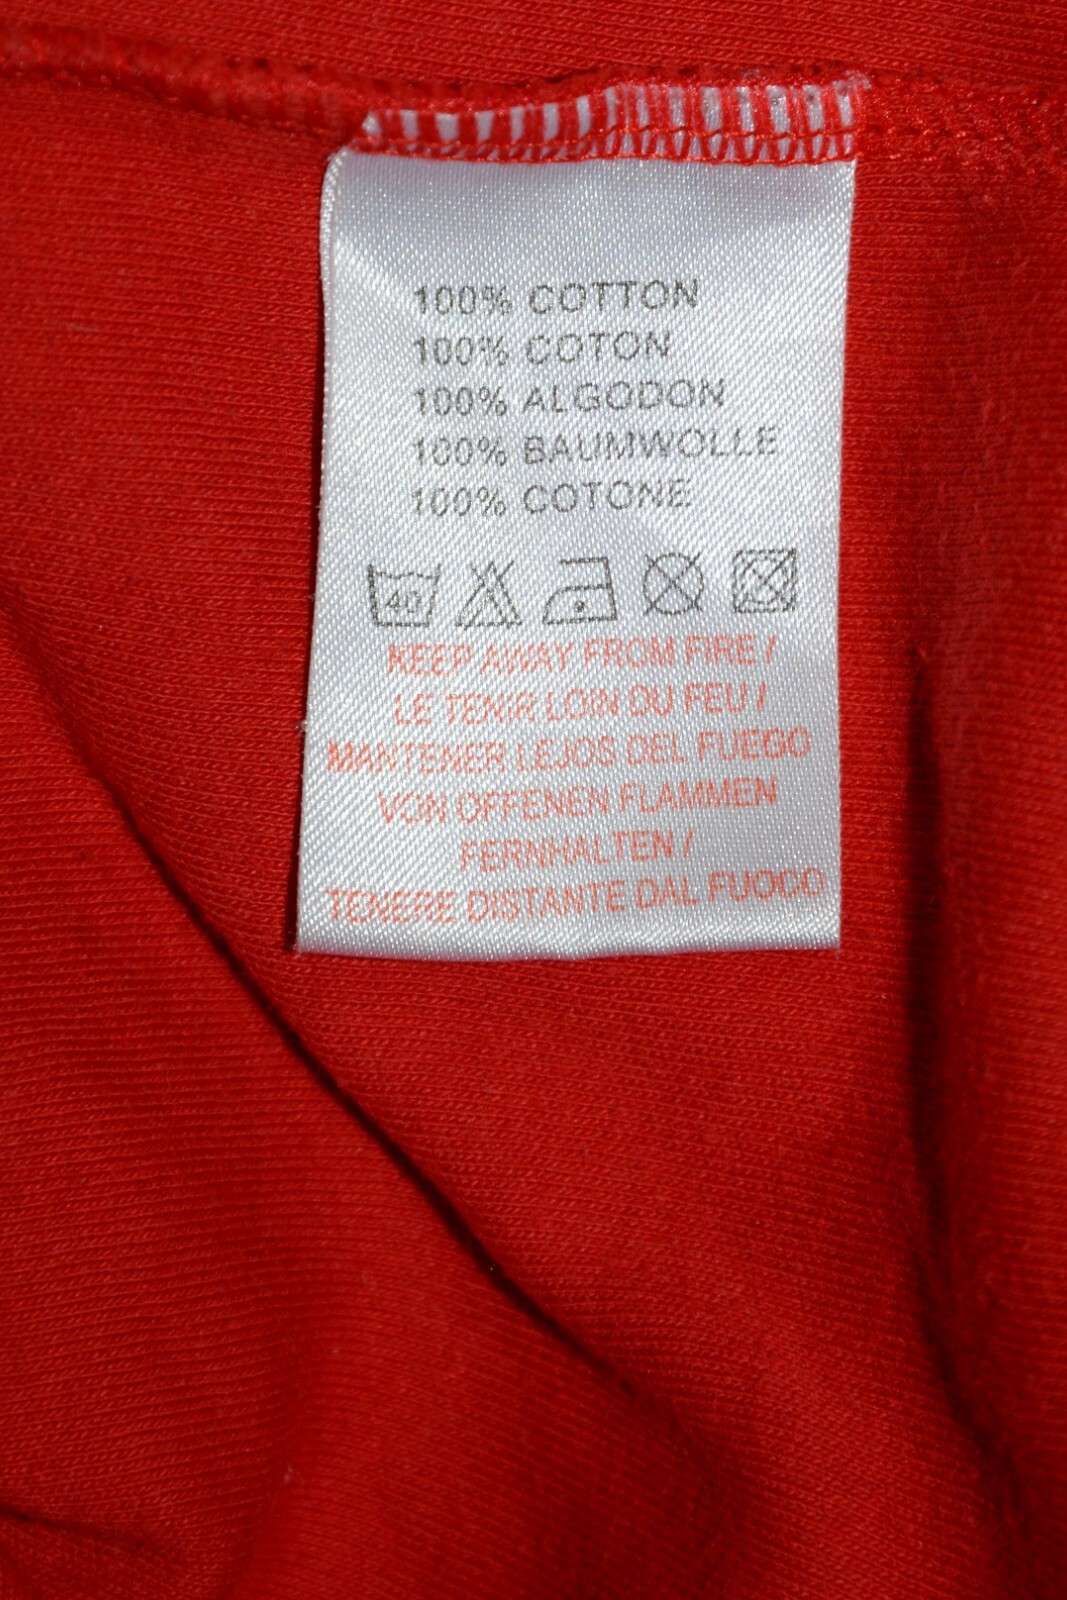 100% COTTON
100% COTON
100% ALGODON
100% BAUMWOLLE
100% COTONE
40
KEEP AWAY FROM FIRE /
LE TENIR LOIN DU FEU /
MANTENER LEJOS DEL FUEGO
VON OFFENEN FLAMMEN
FERNHALTEN /
TENERE DISTANTE DAL FUOCO